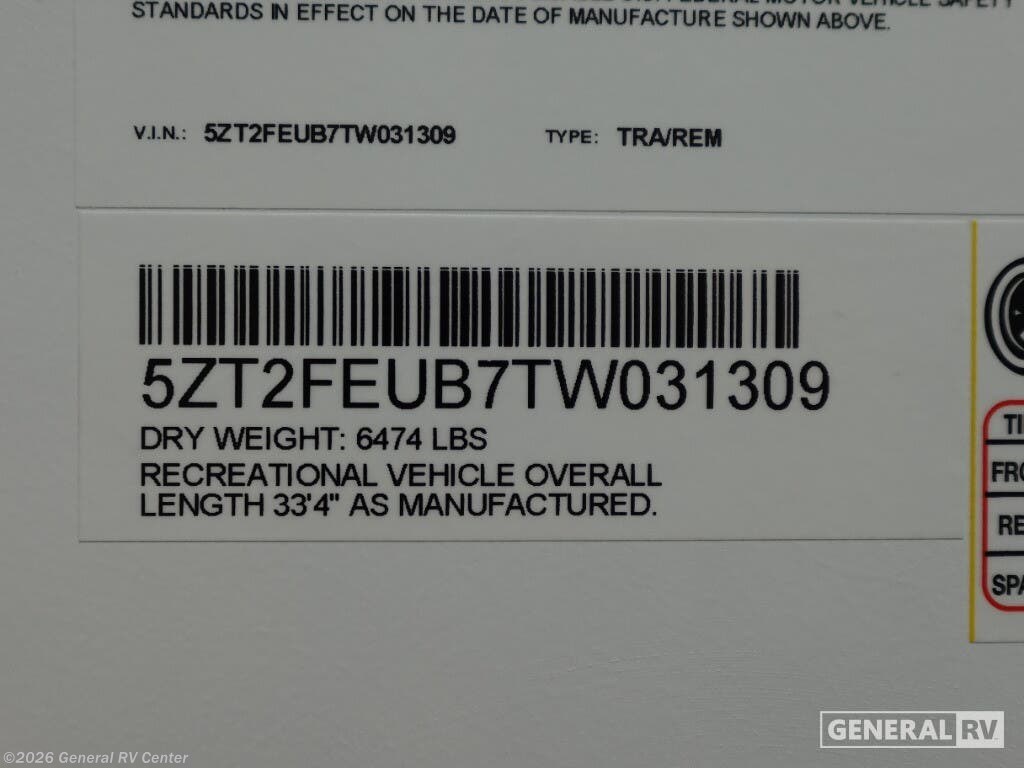 STANDARDS IN EFFECT ON THE DATE OF MANUFACTURE SHOWN ABOVE.
V.I.N.: 5ZT2FEUB7TW031309 TYPE: TRA/REM
5ZT2FEUB7TW031309
DRY WEIGHT: 6474 LBS
RECREATIONAL VEHICLE OVERALL
LENGTH 33'4" AS MANUFACTURED.
GENERAL RV
©2026 General RV Center